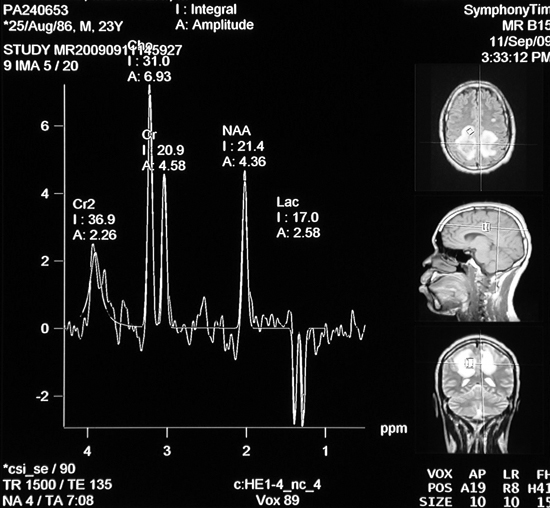 PA240653
*25/Aug/86, M, 23Y
STUDY MR20090911145927
9 IMA 5 / 20
I : Integral
A: Amplitude
SymphonyTim
MR B15
11/Sep/09
3:33:12 PM
Cho
I : 31.0
A: 6.93
Cr
I : 20.9
A: 4.58
NAA
I : 21.4
A: 4.36
Cr2
I : 36.9
A: 2.26
Lac
I : 17.0
A: 2.58
6
4
2
0
-2
4
3
2
1
ppm
*csi_se / 90
TR 1500 / TE 135
NA 4 / TA 7:08
c:HE1-4_nc_4
Vox 89
VOX AP LR FH
POS A19 R8 H41
SIZE 10 10 15